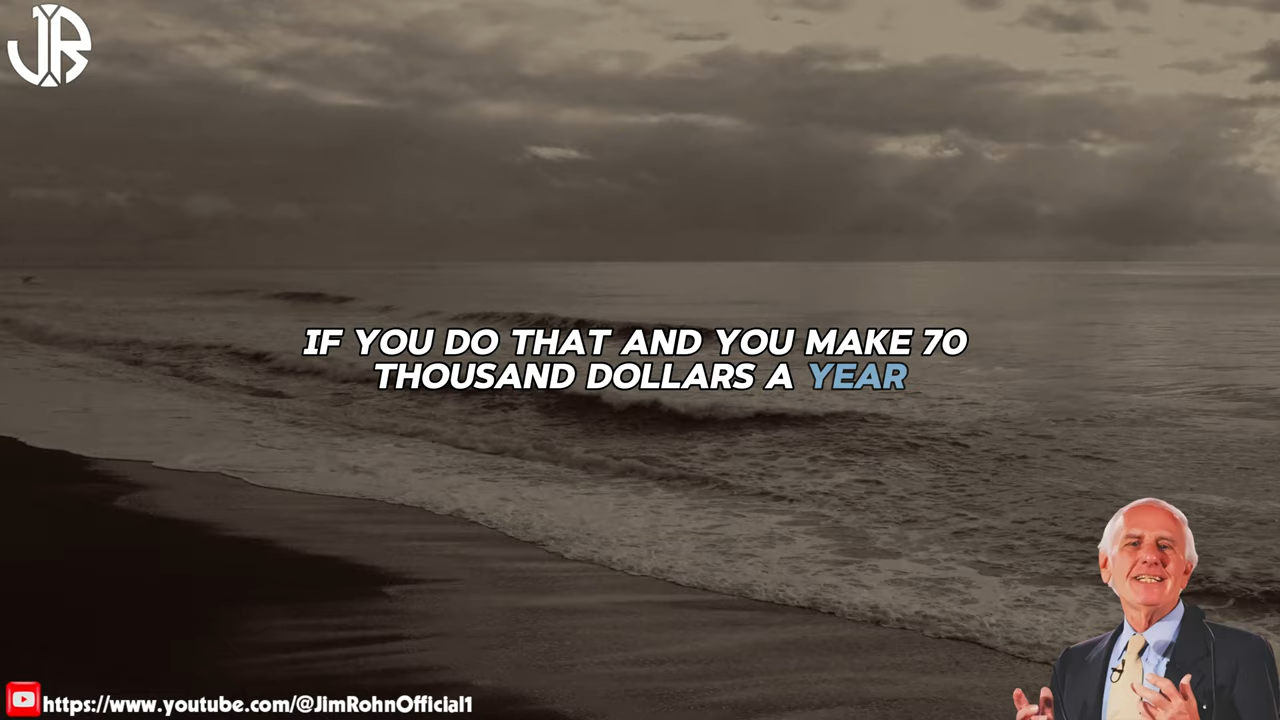 JR
IF YOU DO THAT AND YOU MAKE 70
THOUSAND DOLLARS A YEAR
https://www.youtube.com/@JimRohnOfficial1